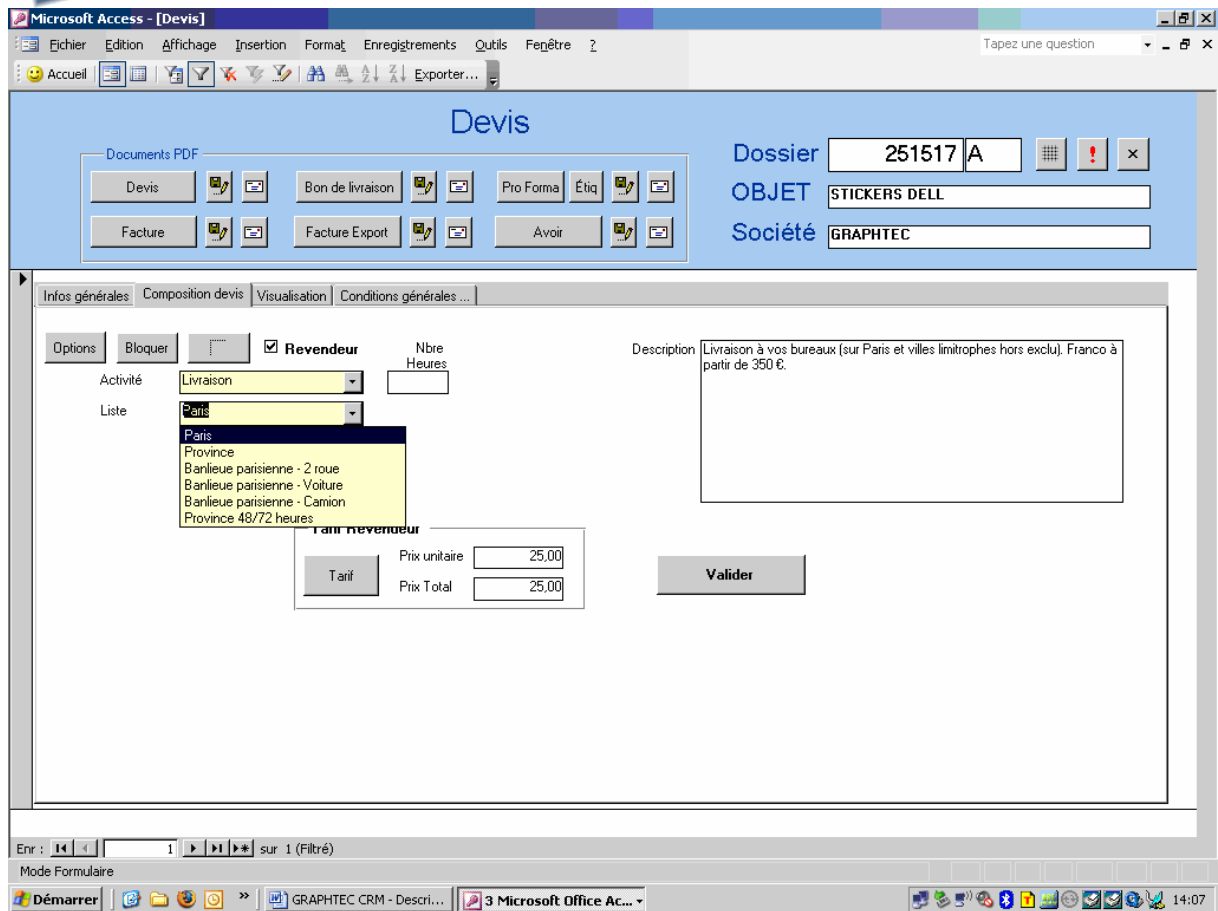 Microsoft Access - [Devis]
Fichier Edition Affichage Insertion Format Enregistrements Outils Fenêtre ? Tapez une question
Accueil Exporter...
Devis
Documents PDF
Devis Bon de livraison Pro Forma Étiq
Facture Facture Export Avoir
Dossier 251517 A
OBJET STICKERS DELL
Société GRAPHTEC
Infos générales Composition devis Visualisation Conditions générales ...
Options Bloquer Revendeur
Nbre
Heures
Activité Livraison
Liste Paris
Paris
Province
Banlieue parisienne - 2 roue
Banlieue parisienne - Voiture
Banlieue parisienne - Camion
Province 48/72 heures
Description
Livraison à vos bureaux (sur Paris et villes limitrophes hors exclu). Franco à
partir de 350 €.
Tarif Revendeur
Tarif
Prix unitaire 25,00
Prix Total 25,00
Valider
Enr : 1 sur 1 (Filtré)
Mode Formulaire
Démarrer » GRAPHTEC CRM - Descri... 3 Microsoft Office Ac... 14:07